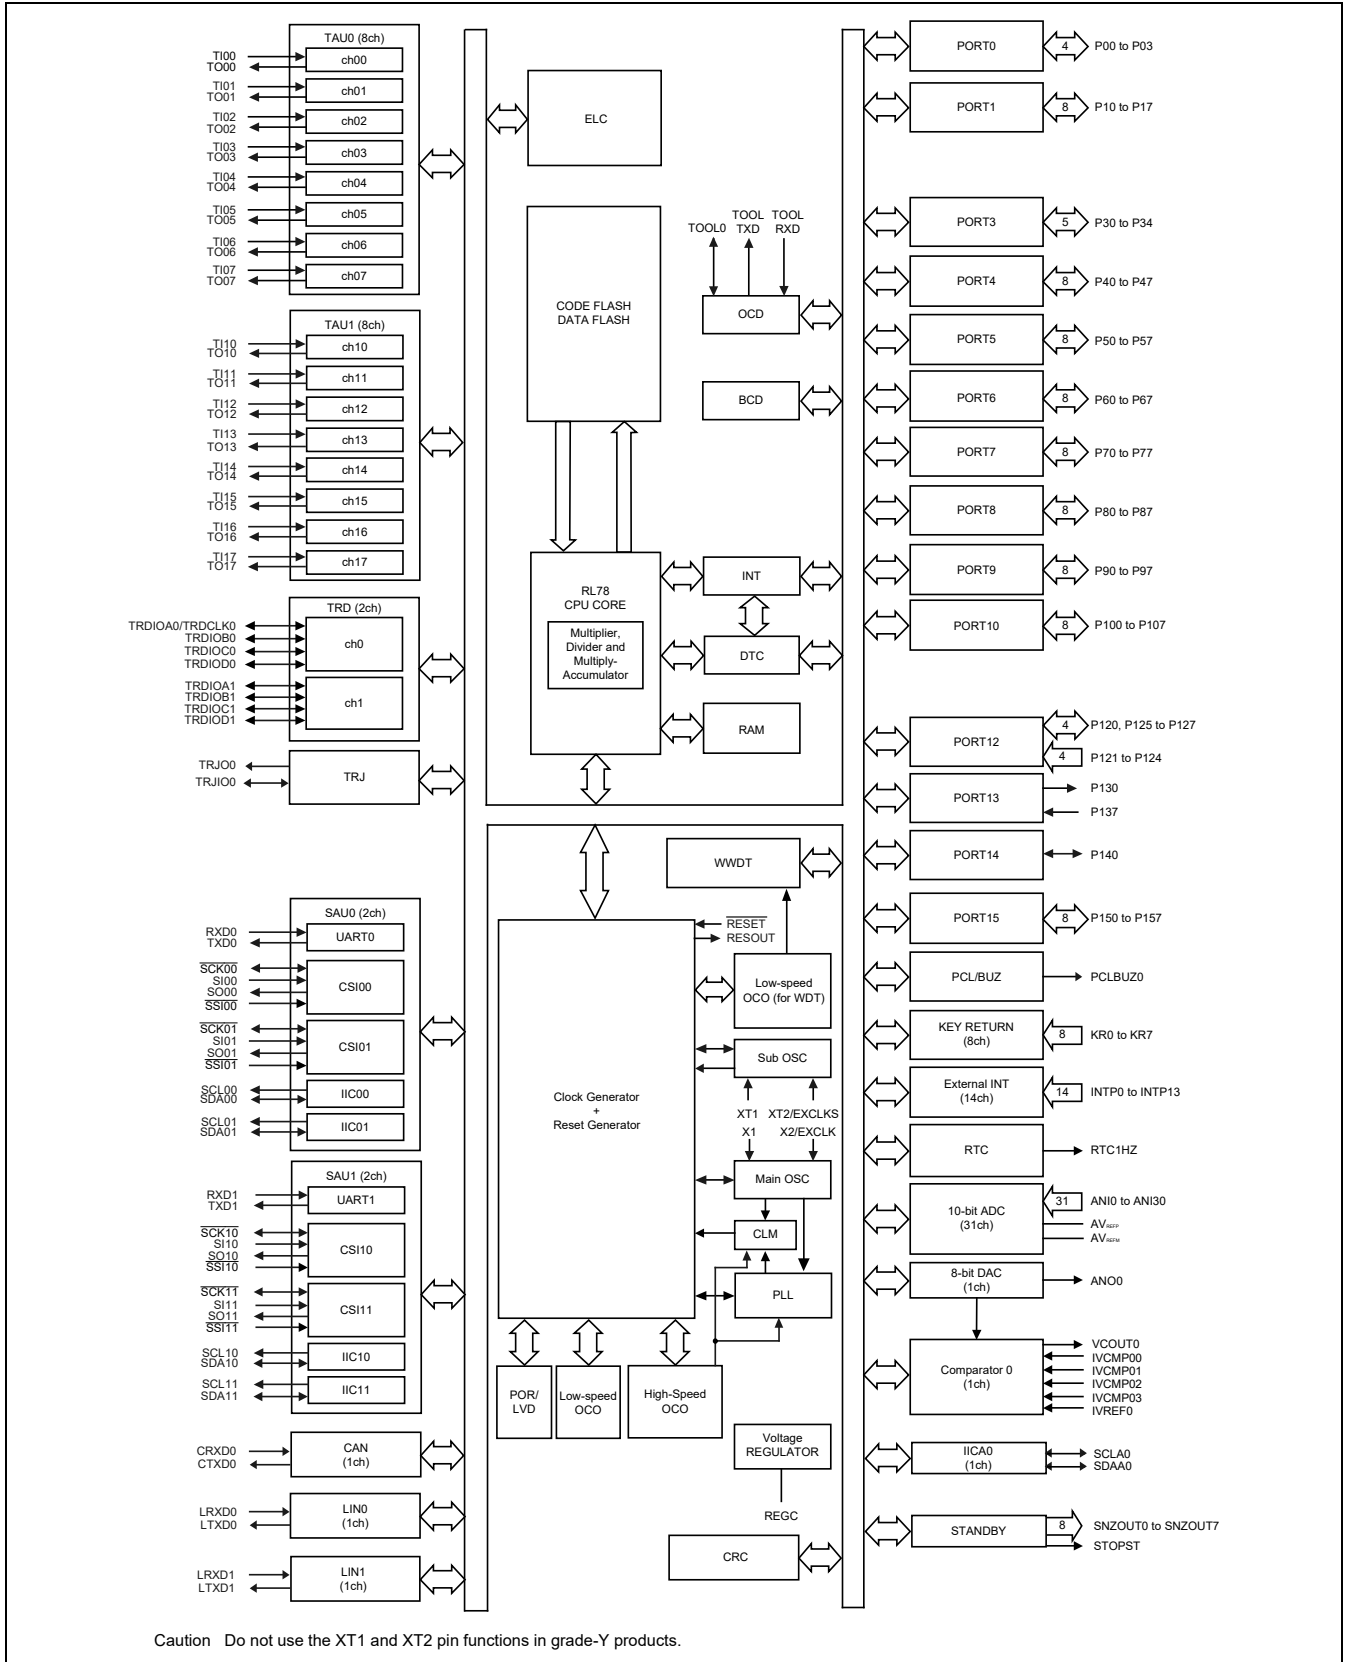 TAU0 (8ch)
TI00
TO00
ch00
TI01
TO01
ch01
TI02
TO02
ch02
TI03
TO03
ch03
TI04
TO04
ch04
TI05
TO05
ch05
TI06
TO06
ch06
TI07
TO07
ch07
TAU1 (8ch)
TI10
TO10
ch10
TI11
TO11
ch11
TI12
TO12
ch12
TI13
TO13
ch13
TI14
TO14
ch14
TI15
TO15
ch15
TI16
TO16
ch16
TI17
TO17
ch17
TRD (2ch)
TRDIOA0/TRDCLK0
TRDIOB0
TRDIOC0
TRDIOD0
ch0
TRDIOA1
TRDIOB1
TRDIOC1
TRDIOD1
ch1
TRJO0
TRJIO0
TRJ
SAU0 (2ch)
RXD0
TXD0
UART0
SCK00
SI00
SO00
SSI00
CSI00
SCK01
SI01
SO01
SSI01
CSI01
SCL00
SDA00
IIC00
SCL01
SDA01
IIC01
SAU1 (2ch)
RXD1
TXD1
UART1
SCK10
SI10
SO10
SSI10
CSI10
SCK11
SI11
SO11
SSI11
CSI11
SCL10
SDA10
IIC10
SCL11
SDA11
IIC11
CRXD0
CTXD0
CAN
(1ch)
LRXD0
LTXD0
LIN0
(1ch)
LRXD1
LTXD1
LIN1
(1ch)
ELC
CODE FLASH
DATA FLASH
TOOL0
TOOL
TXD
TOOL
RXD
OCD
BCD
RL78
CPU CORE
Multiplier,
Divider and
Multiply-
Accumulator
INT
DTC
RAM
WWDT
RESET
RESOUT
Clock Generator
+
Reset Generator
Low-speed
OCO (for WDT)
Sub OSC
XT1 XT2/EXCLKS
X1 X2/EXCLK
Main OSC
CLM
PLL
POR/
LVD
Low-speed
OCO
High-Speed
OCO
Voltage
REGULATOR
REGC
CRC
PORT0
4
P00 to P03
PORT1
8
P10 to P17
PORT3
5
P30 to P34
PORT4
8
P40 to P47
PORT5
8
P50 to P57
PORT6
8
P60 to P67
PORT7
8
P70 to P77
PORT8
8
P80 to P87
PORT9
8
P90 to P97
PORT10
8
P100 to P107
PORT12
4
P120, P125 to P127
4
P121 to P124
PORT13
P130
P137
PORT14
P140
PORT15
8
P150 to P157
PCL/BUZ
PCLBUZ0
KEY RETURN
(8ch)
8
KR0 to KR7
External INT
(14ch)
14
INTP0 to INTP13
RTC
RTC1HZ
10-bit ADC
(31ch)
31
ANI0 to ANI30
AVREFP
AVREFM
8-bit DAC
(1ch)
ANO0
Comparator 0
(1ch)
VCOUT0
IVCMP00
IVCMP01
IVCMP02
IVCMP03
IVREF0
IICA0
(1ch)
SCLA0
SDAA0
STANDBY
8
SNZOUT0 to SNZOUT7
STOPST
Caution Do not use the XT1 and XT2 pin functions in grade-Y products.